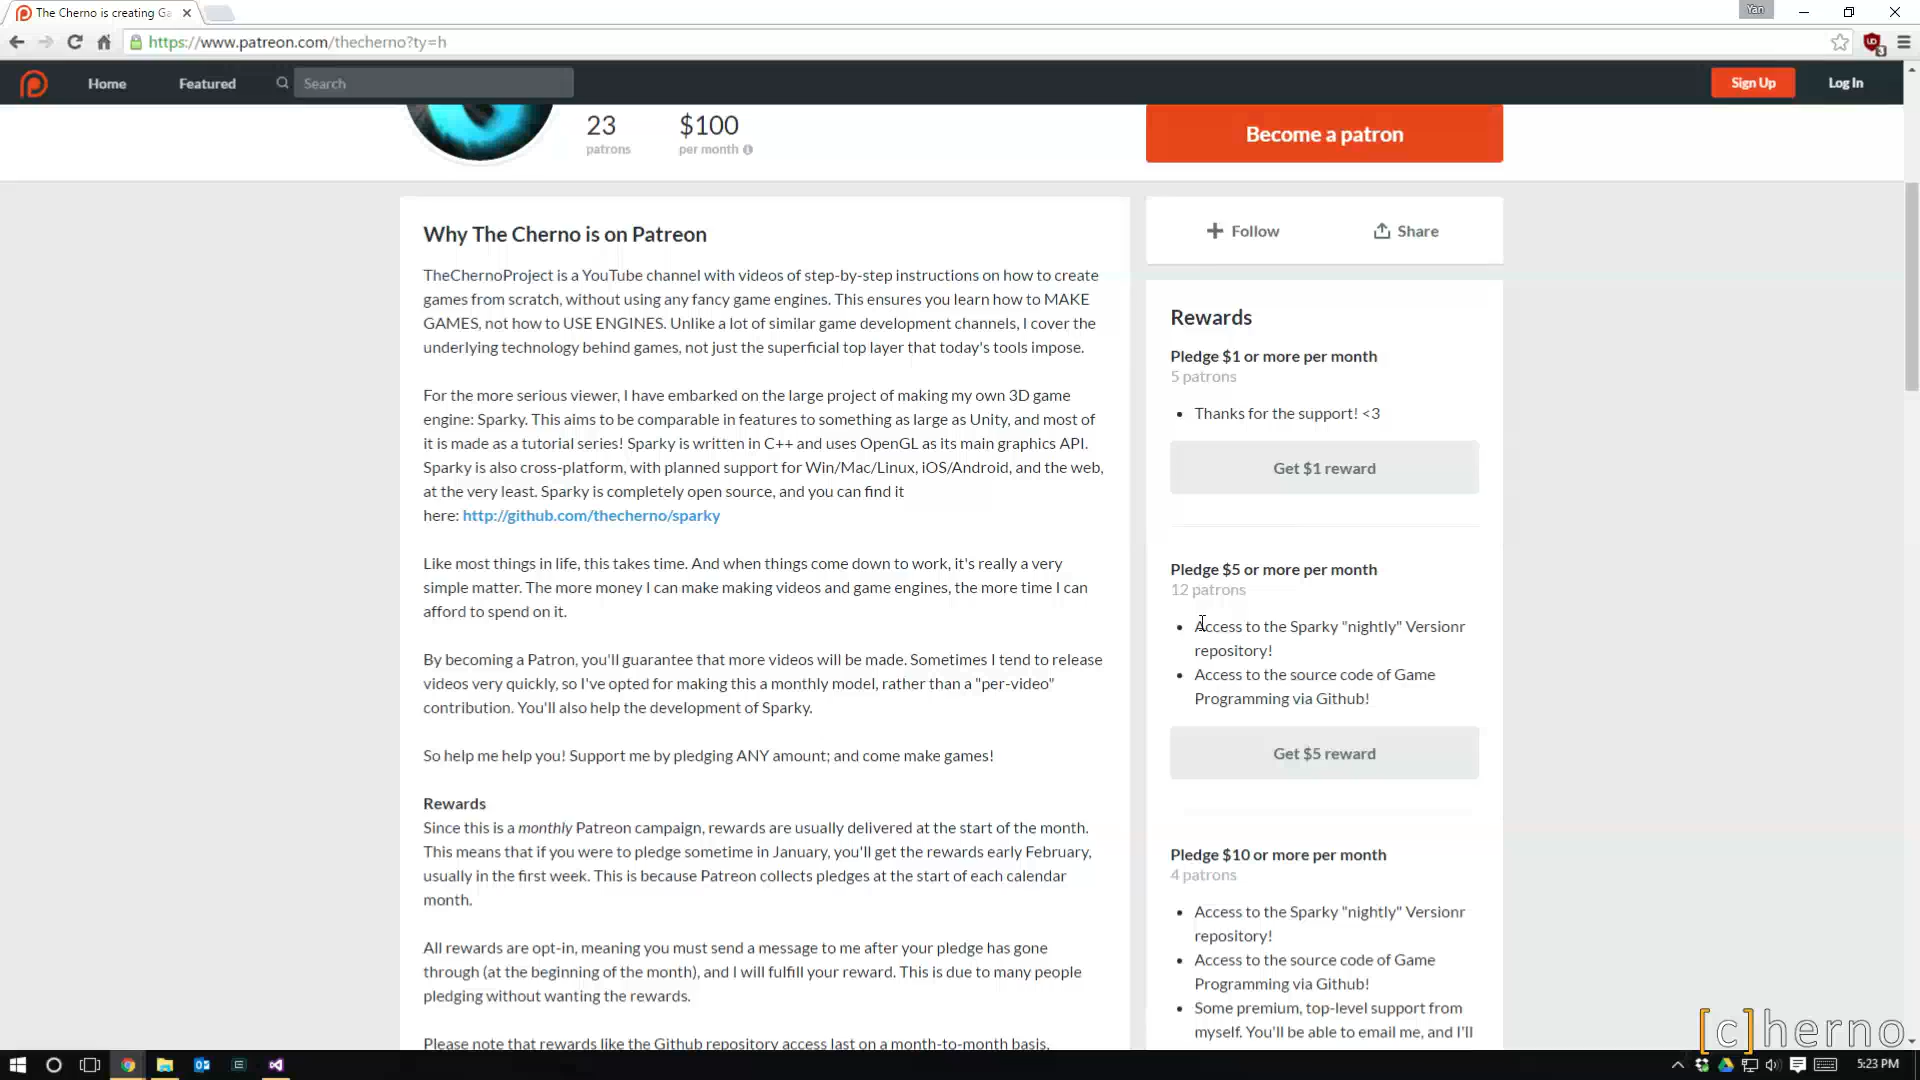 The Cherno is creating Ga
Yan
https://www.patreon.com/thecherno?ty=h
3
Home
Featured
Search
Sign Up
Log In
23
patrons
$100
per month
Become a patron
Why The Cherno is on Patreon
TheChernoProject is a YouTube channel with videos of step-by-step instructions on how to create
games from scratch, without using any fancy game engines. This ensures you learn how to MAKE
GAMES, not how to USE ENGINES. Unlike a lot of similar game development channels, I cover the
underlying technology behind games, not just the superficial top layer that today's tools impose.
For the more serious viewer, I have embarked on the large project of making my own 3D game
engine: Sparky. This aims to be comparable in features to something as large as Unity, and most of
it is made as a tutorial series! Sparky is written in C++ and uses OpenGL as its main graphics API.
Sparky is also cross-platform, with planned support for Win/Mac/Linux, iOS/Android, and the web,
at the very least. Sparky is completely open source, and you can find it
here: http://github.com/thecherno/sparky
Like most things in life, this takes time. And when things come down to work, it's really a very
simple matter. The more money I can make making videos and game engines, the more time I can
afford to spend on it.
By becoming a Patron, you'll guarantee that more videos will be made. Sometimes I tend to release
videos very quickly, so I've opted for making this a monthly model, rather than a "per-video"
contribution. You'll also help the development of Sparky.
So help me help you! Support me by pledging ANY amount; and come make games!
Rewards
Since this is a monthly Patreon campaign, rewards are usually delivered at the start of the month.
This means that if you were to pledge sometime in January, you'll get the rewards early February,
usually in the first week. This is because Patreon collects pledges at the start of each calendar
month.
All rewards are opt-in, meaning you must send a message to me after your pledge has gone
through (at the beginning of the month), and I will fulfill your reward. This is due to many people
pledging without wanting the rewards.
Please note that rewards like the Github repository access last on a month-to-month basis.
Follow
Share
Rewards
Pledge $1 or more per month
5 patrons
Thanks for the support! <3
Get $1 reward
Pledge $5 or more per month
12 patrons
Access to the Sparky "nightly" Versionr
repository!
Access to the source code of Game
Programming via Github!
Get $5 reward
Pledge $10 or more per month
4 patrons
Access to the Sparky "nightly" Versionr
repository!
Access to the source code of Game
Programming via Github!
Some premium, top-level support from
myself. You'll be able to email me, and I'll
[c]herno
5:23 PM